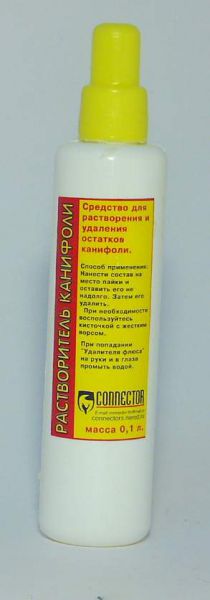 РАСТВОРИТЕЛЬ КАНИФОЛИ
Средство для
растворения и
удаления
остатков
канифоли.
Способ применения:
Нанести состав на
место пайки и
оставить его не
надолго. Затем его
удалить.
При необходимости
воспользуйтесь
кисточкой с жестким
ворсом.
При попадании
"Удалителя флюса"
на руки и в глаза
промыть водой.
CONNECTOR
E-mail:
connectors.narod.ru
масса 0,1 л.